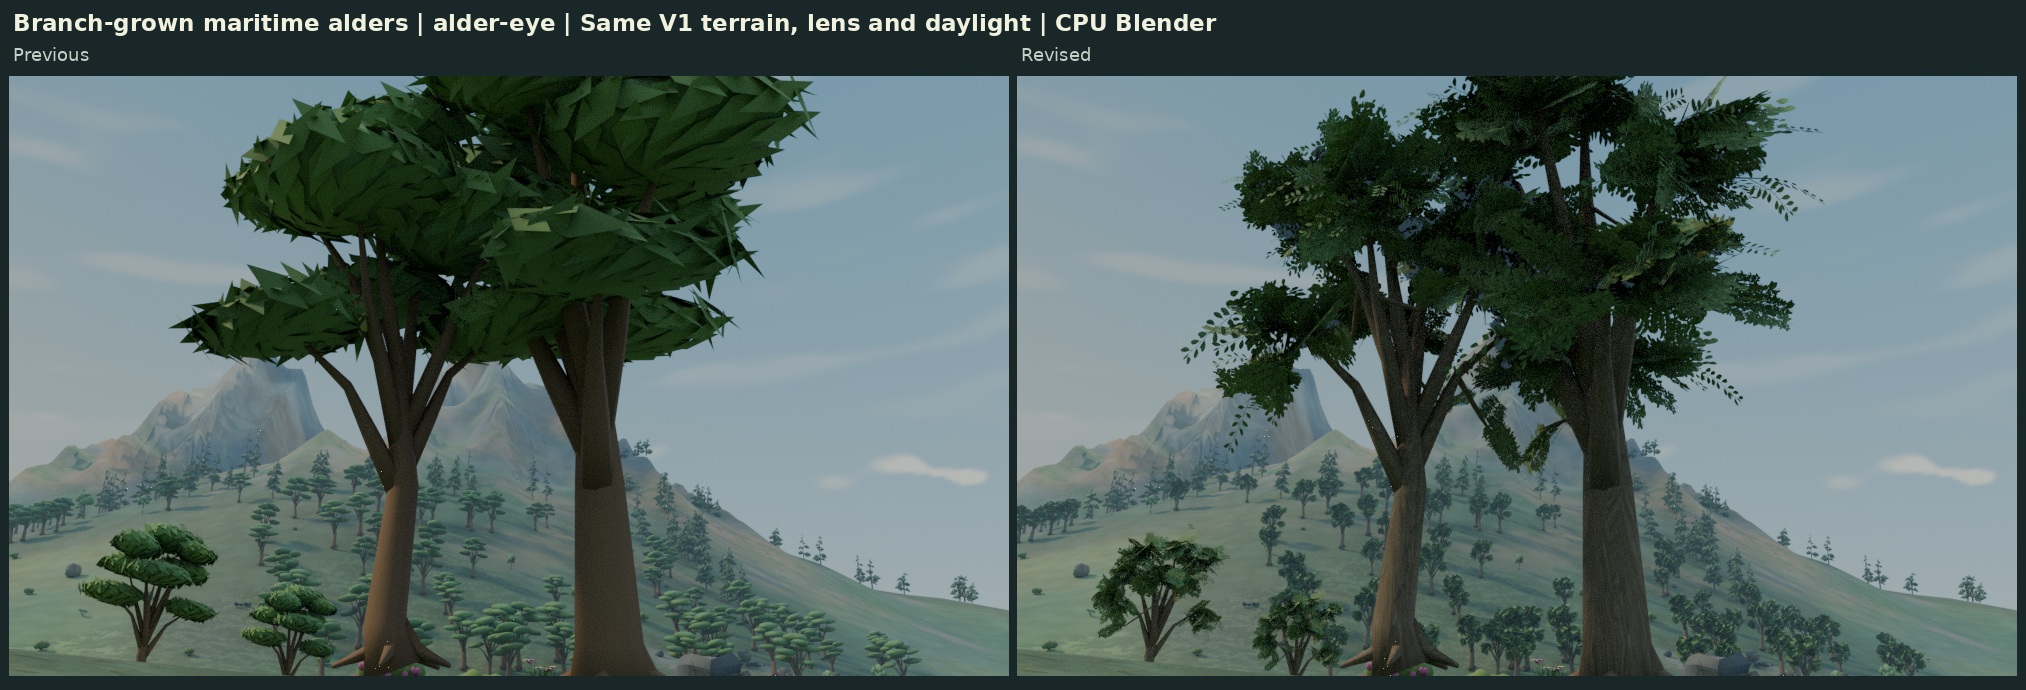 Branch-grown maritime alders | alder-eye | Same V1 terrain, lens and daylight | CPU Blender
Previous
Revised